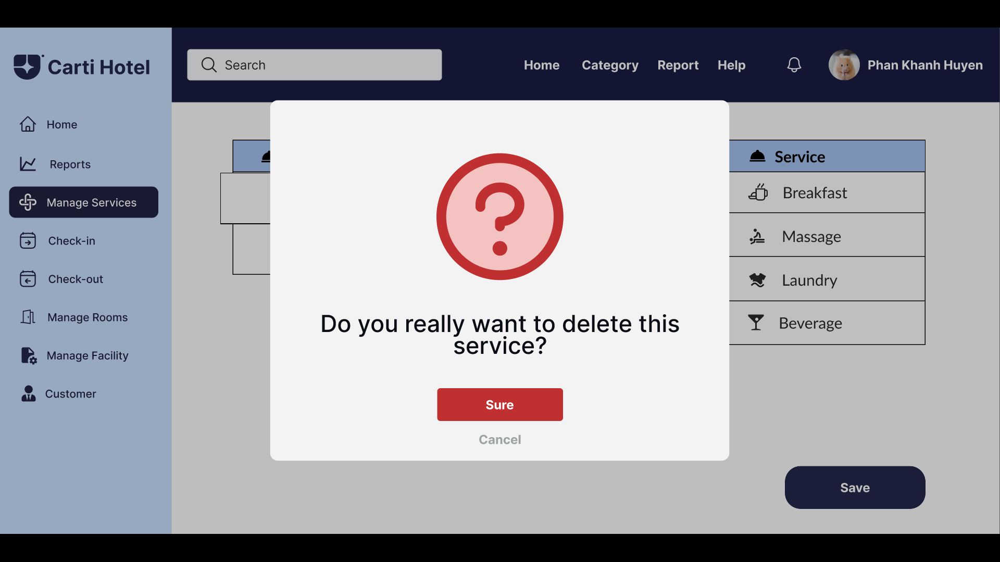 Carti Hotel
Search
Home
Category
Report
Help
Phan Khanh Huyen
Home
Reports
Manage Services
Check-in
Check-out
Manage Rooms
Manage Facility
Customer
Service
Breakfast
Massage
Laundry
Beverage
Do you really want to delete this
service?
Sure
Cancel
Save